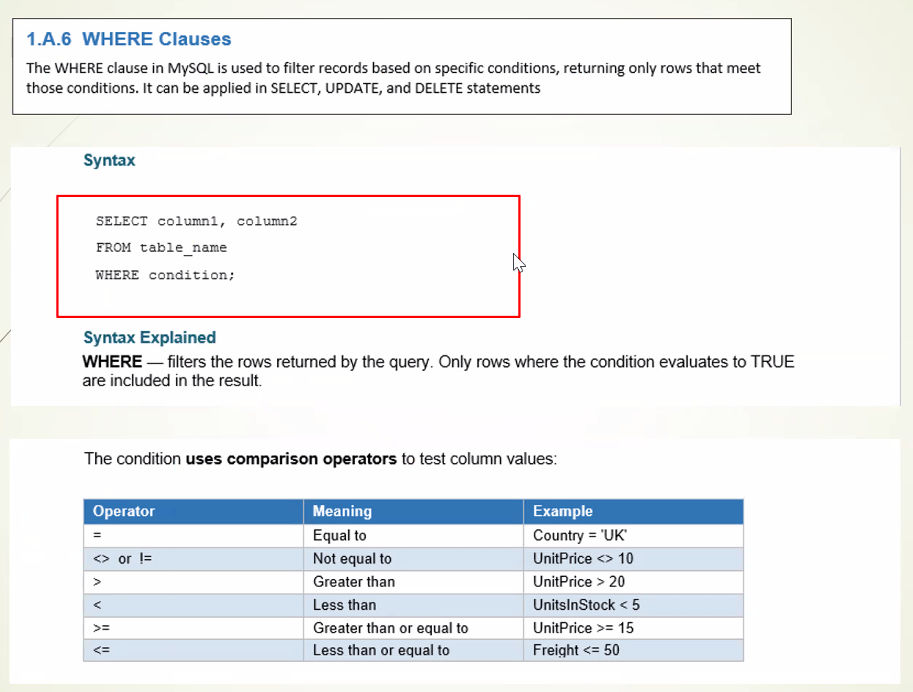 1.A.6 WHERE Clauses
The WHERE clause in MySQL is used to filter records based on specific conditions, returning only rows that meet
those conditions. It can be applied in SELECT, UPDATE, and DELETE statements
Syntax
SELECT column1, column2
FROM table_name
WHERE condition;
Syntax Explained
WHERE — filters the rows returned by the query. Only rows where the condition evaluates to TRUE
are included in the result.
The condition uses comparison operators to test column values:
Operator Meaning Example
= Equal to Country = 'UK'
<> or != Not equal to UnitPrice <> 10
> Greater than UnitPrice > 20
< Less than UnitsInStock < 5
>= Greater than or equal to UnitPrice >= 15
<= Less than or equal to Freight <= 50